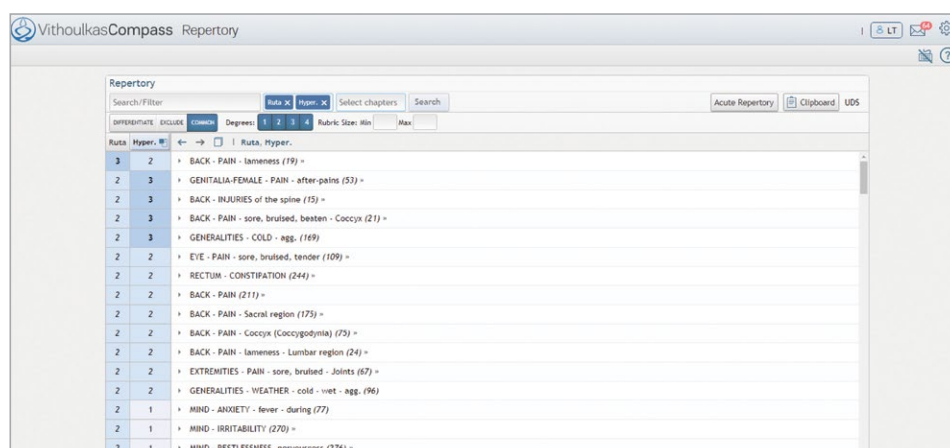 VithoulkasCompass Repertory
LT 64
Repertory
Search/Filter Ruta X Hyper. X Select chapters Search Acute Repertory Clipboard UDS
DIFFERENTIATE EXCLUDE COMMON Degrees: 1 2 3 4 Rubric Size: Min Max
Ruta Hyper. ← → | Ruta, Hyper.
3 2 › BACK - PAIN - lameness (19) »
2 3 › GENITALIA-FEMALE - PAIN - after-pains (53) »
2 3 › BACK - INJURIES of the spine (15) »
2 3 › BACK - PAIN - sore, bruised, beaten - Coccyx (21) »
2 3 › GENERALITIES - COLD - agg. (169)
2 2 › EYE - PAIN - sore, bruised, tender (109) »
2 2 › RECTUM - CONSTIPATION (244) »
2 2 › BACK - PAIN (211) »
2 2 › BACK - PAIN - Sacral region (175) »
2 2 › BACK - PAIN - Coccyx (Coccygodynia) (75) »
2 2 › BACK - PAIN - lameness - Lumbar region (24) »
2 2 › EXTREMITIES - PAIN - sore, bruised - Joints (67) »
2 2 › GENERALITIES - WEATHER - cold - wet - agg. (96)
2 1 › MIND - ANXIETY - fever - during (77)
2 1 › MIND - IRRITABILITY (270) »
2 1 › MIND - RESTLESSNESS, nervousness (276) »